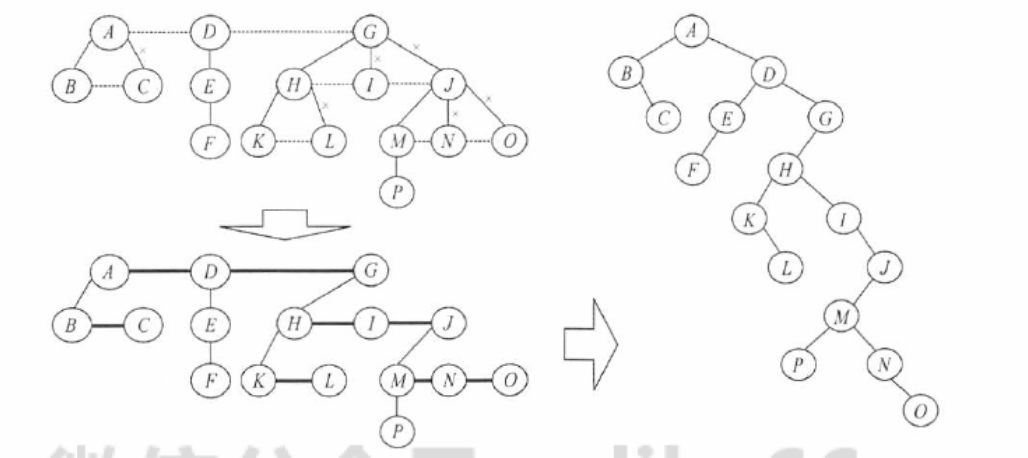 A D G
B C E H I J
F K L M N O
P
A D G
B C E H I J
F K L M N O
P
A
B D
C E G
F H
K I
L J
M
P N
O